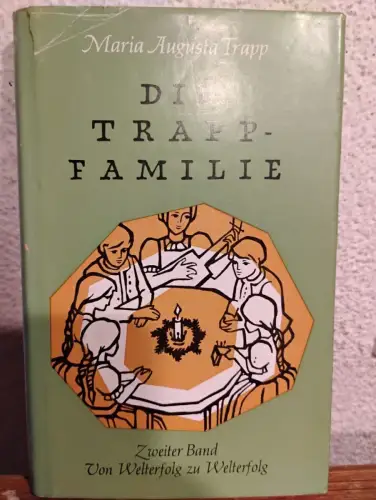 Maria Augusta Trapp
DIE
TRAPP-
FAMILIE
Zweiter Band
Von Welterfolg zu Welterfolg